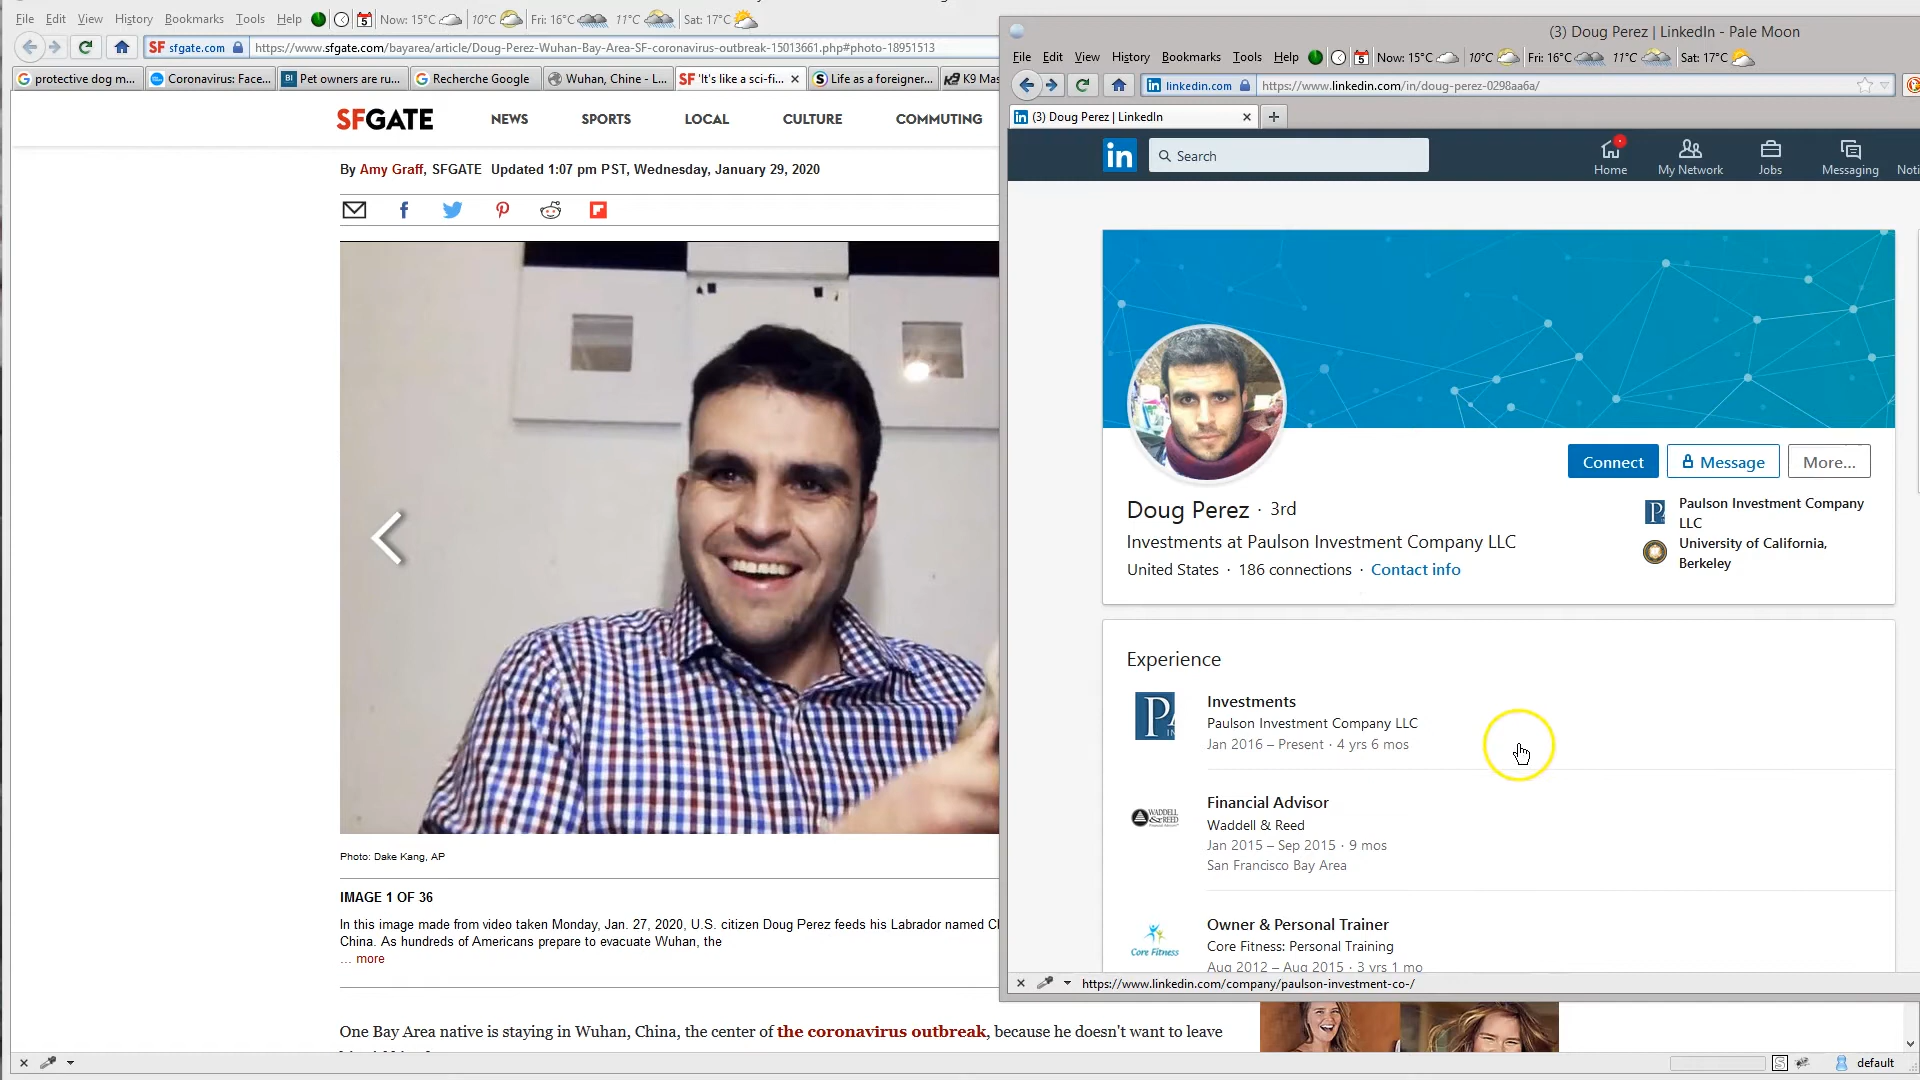 File Edit View History Bookmarks Tools Help Now: 15°C 10°C Fri: 16°C 11°C Sat: 17°C
SF sfgate.com https://www.sfgate.com/bayarea/article/Doug-Perez-Wuhan-Bay-Area-SF-coronavirus-outbreak-15013661.php#photo-18951513
protective dog m... Coronavirus: Face... Pet owners are ru... Recherche Google Wuhan, Chine - L... SF 'It's like a sci-fi... Life as a foreigner... K9 Mas
SFGATE NEWS SPORTS LOCAL CULTURE COMMUTING
By Amy Graff, SFGATE Updated 1:07 pm PST, Wednesday, January 29, 2020
Photo: Dake Kang, AP
IMAGE 1 OF 36
In this image made from video taken Monday, Jan. 27, 2020, U.S. citizen Doug Perez feeds his Labrador named C
China. As hundreds of Americans prepare to evacuate Wuhan, the
... more
One Bay Area native is staying in Wuhan, China, the center of the coronavirus outbreak, because he doesn't want to leave
default
(3) Doug Perez | LinkedIn - Pale Moon
File Edit View History Bookmarks Tools Help Now: 15°C 10°C Fri: 16°C 11°C Sat: 17°C
linkedin.com https://www.linkedin.com/in/doug-perez-0298aa6a/
(3) Doug Perez | LinkedIn
in Search Home My Network Jobs Messaging Noti
Connect Message More...
Doug Perez · 3rd
Investments at Paulson Investment Company LLC
United States · 186 connections · Contact info
Paulson Investment Company
LLC
University of California,
Berkeley
Experience
Investments
Paulson Investment Company LLC
Jan 2016 – Present · 4 yrs 6 mos
WADDELL
& REED
Financial Advisor
Waddell & Reed
Jan 2015 – Sep 2015 · 9 mos
San Francisco Bay Area
Core Fitness
Owner & Personal Trainer
Core Fitness: Personal Training
Aug 2012 – Aug 2015 · 3 yrs 1 mo
https://www.linkedin.com/company/paulson-investment-co-/